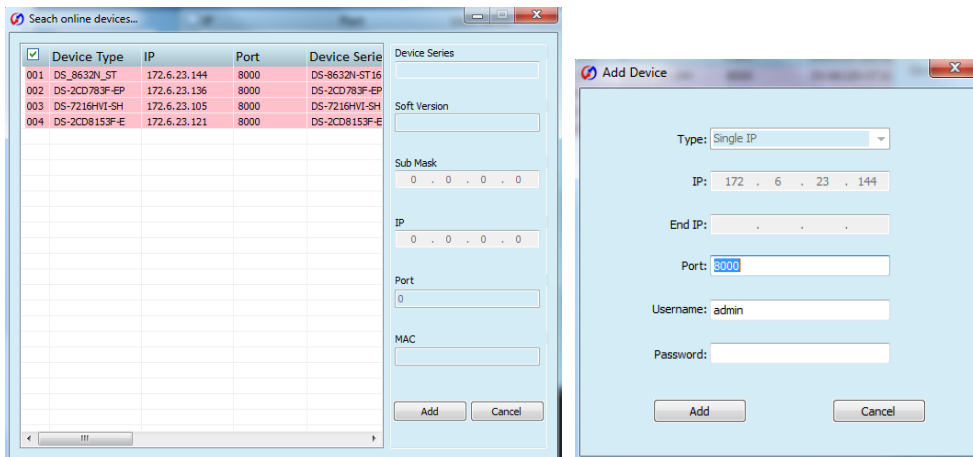 Seach online devices...
Device Type IP Port Device Serie
001 DS_8632N_ST 172.6.23.144 8000 DS-8632N-ST16
002 DS-2CD783F-EP 172.6.23.136 8000 DS-2CD783F-EP
003 DS-7216HVI-SH 172.6.23.105 8000 DS-7216HVI-SH
004 DS-2CD8153F-E 172.6.23.121 8000 DS-2CD8153F-E
Device Series
Soft Version
Sub Mask
0 . 0 . 0 . 0
IP
0 . 0 . 0 . 0
Port
0
MAC
Add Cancel
Add Device
Type: Single IP
IP: 172 . 6 . 23 . 144
End IP: . . .
Port: 8000
Username: admin
Password:
Add Cancel